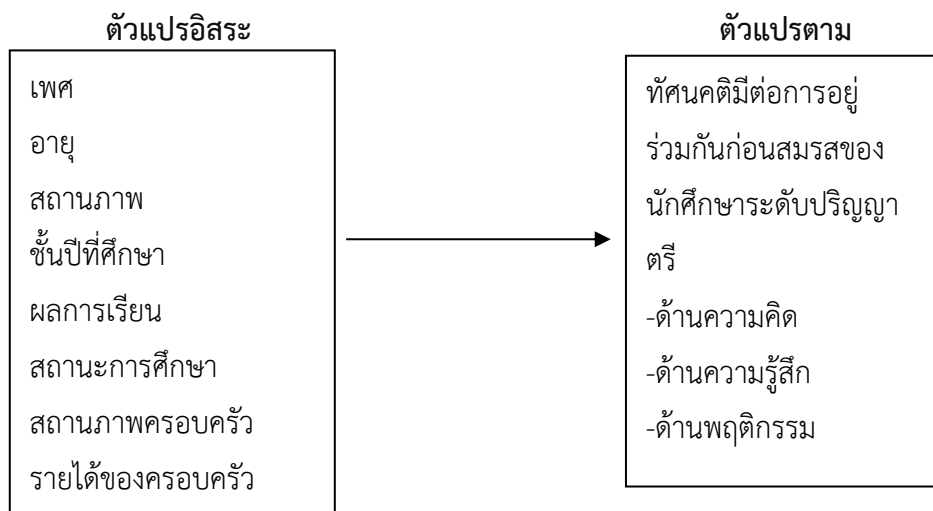 ตัวแปรอิสระ
เพศ
อายุ
สถานภาพ
ชั้นปีที่ศึกษา
ผลการเรียน
สถานะการศึกษา
สถานภาพครอบครัว
รายได้ของครอบครัว
ตัวแปรตาม
ทัศนคติมีต่อการอยู่
ร่วมกันก่อนสมรสของ
นักศึกษาระดับปริญญา
ตรี
-ด้านความคิด
-ด้านความรู้สึก
-ด้านพฤติกรรม